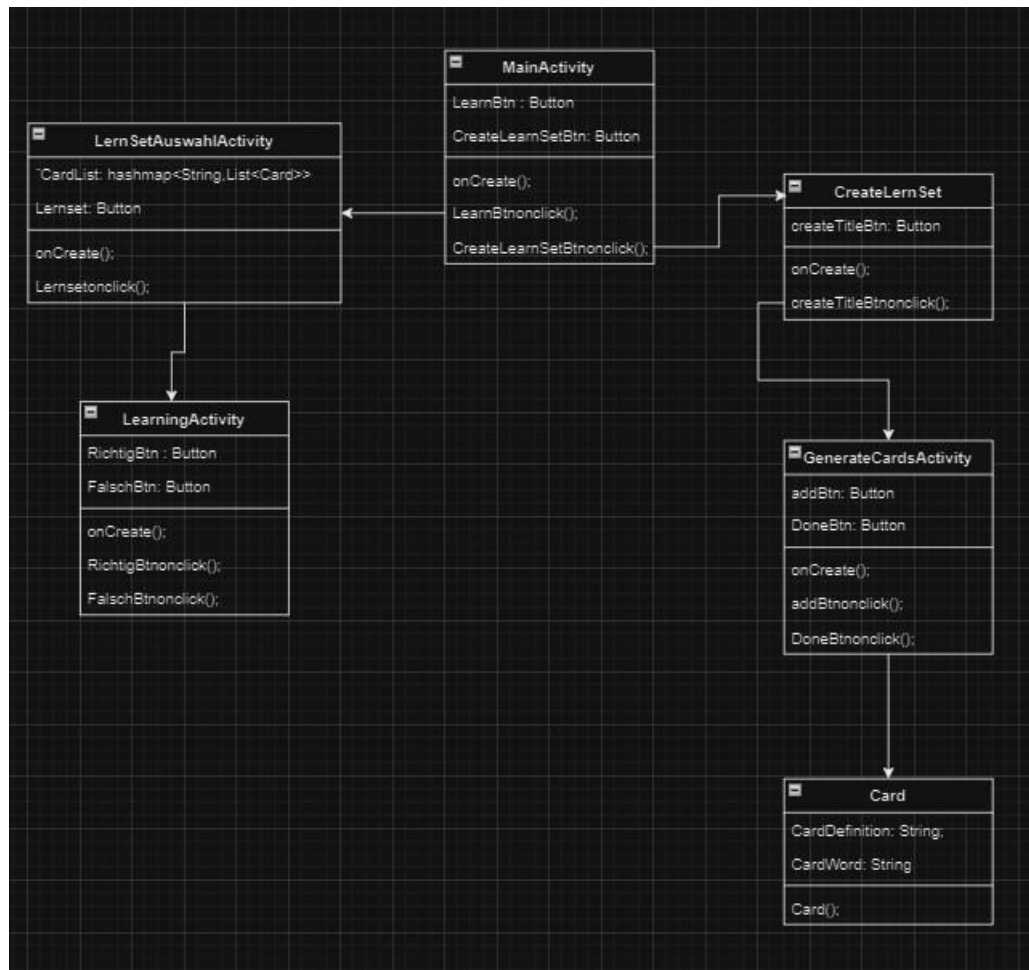 MainActivity
LearnBtn : Button
CreateLearnSetBtn: Button
onCreate();
LearnBtnonclick();
CreateLearnSetBtnonclick();
LernSetAuswahlActivity
~CardList: hashmap<String,List<Card>>
Lernset: Button
onCreate();
Lernsetonclick();
CreateLernSet
createTitleBtn: Button
onCreate();
createTitleBtnonclick();
LearningActivity
RichtigBtn : Button
FalschBtn: Button
onCreate();
RichtigBtnonclick();
FalschBtnonclick();
GenerateCardsActivity
addBtn: Button
DoneBtn: Button
onCreate();
addBtnonclick();
DoneBtnonclick();
Card
CardDefinition: String;
CardWord: String
Card();